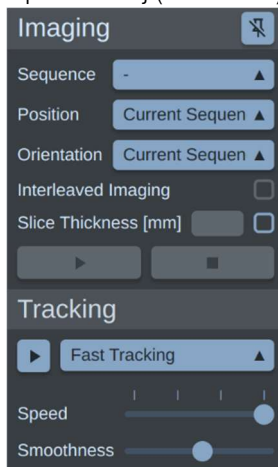 Imaging
Sequence -
Position Current Sequen
Orientation Current Sequen
Interleaved Imaging
Slice Thickness [mm]
Tracking
Fast Tracking
Speed
Smoothness